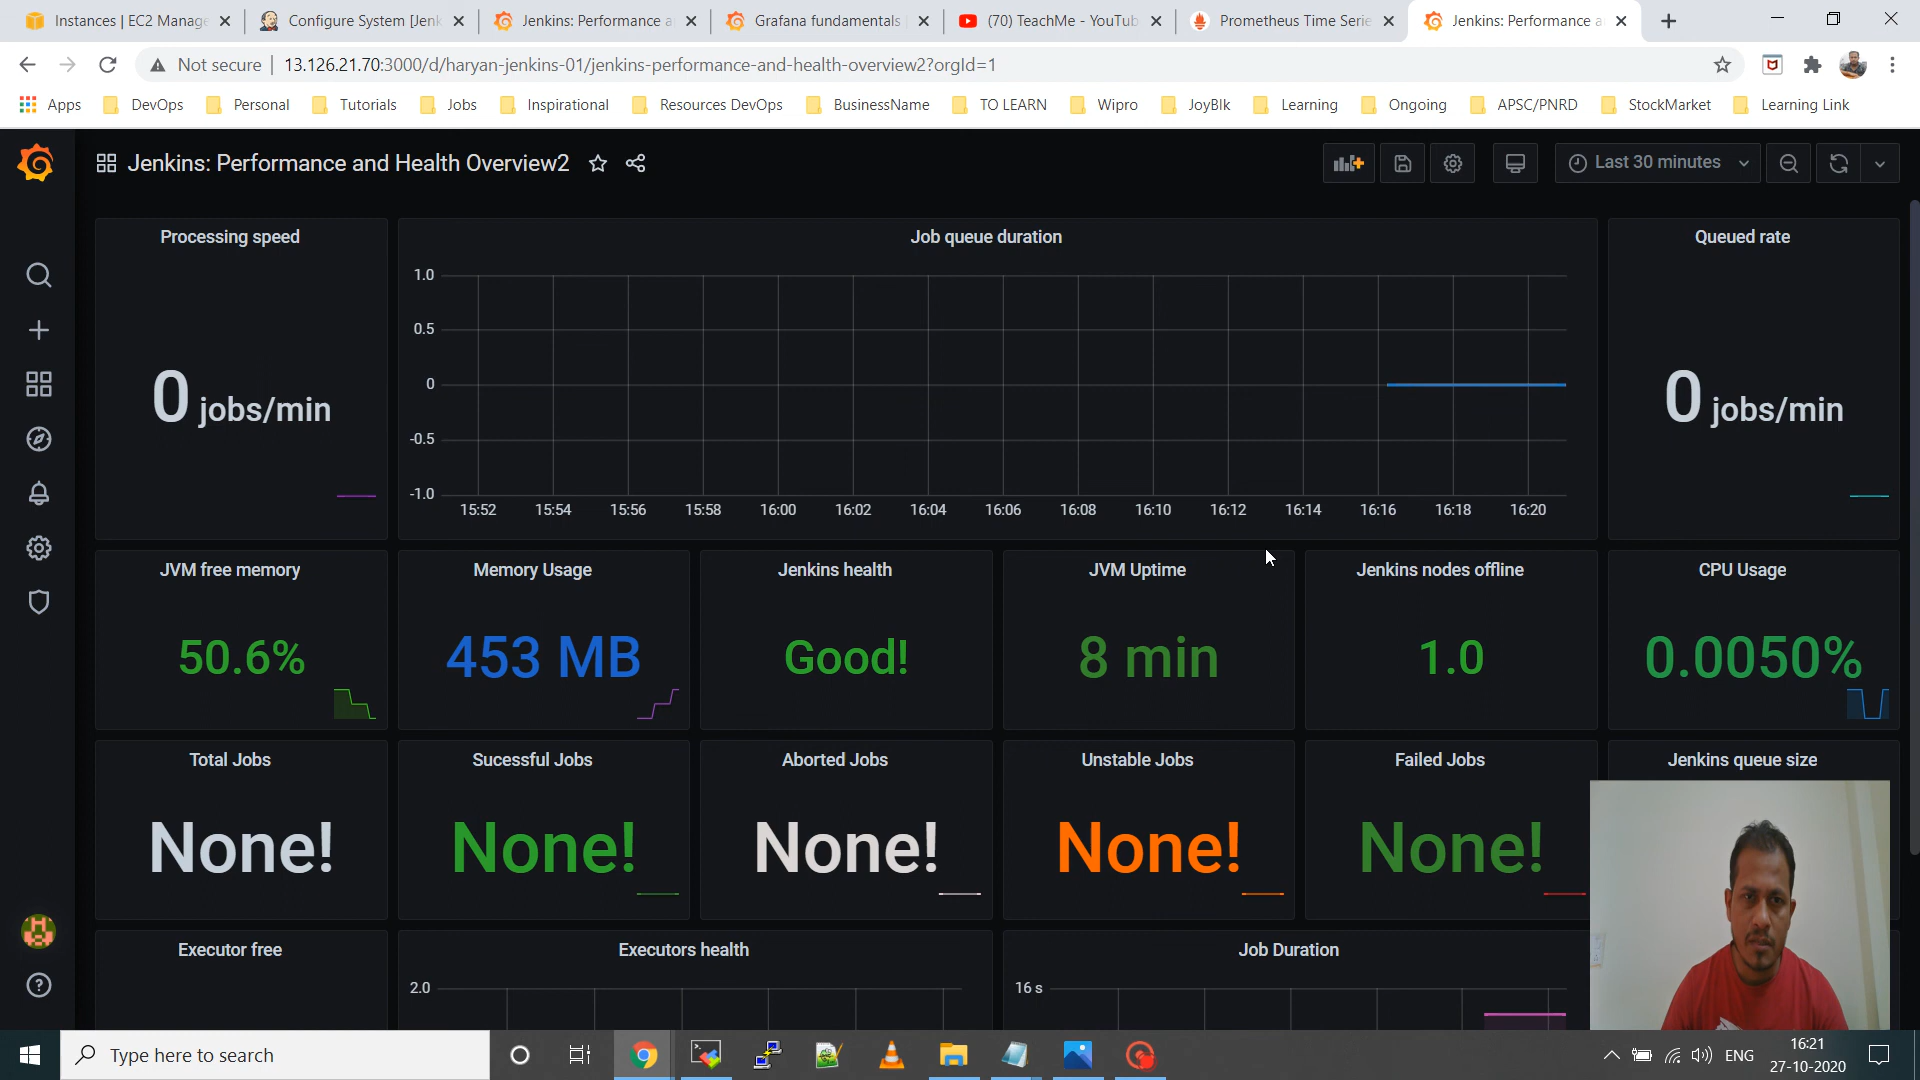 Instances | EC2 Manage
Configure System [Jenk
Jenkins: Performance a
Grafana fundamentals
(70) TeachMe - YouTub
Prometheus Time Serie
Jenkins: Performance a
Not secure
13.126.21.70:3000/d/haryan-jenkins-01/jenkins-performance-and-health-overview2?orgId=1
Apps
DevOps
Personal
Tutorials
Jobs
Inspirational
Resources DevOps
BusinessName
TO LEARN
Wipro
JoyBlk
Learning
Ongoing
APSC/PNRD
StockMarket
Learning Link
Jenkins: Performance and Health Overview2
Last 30 minutes
Processing speed
0 jobs/min
Job queue duration
1.0
0.5
0
-0.5
-1.0
15:52 15:54 15:56 15:58 16:00 16:02 16:04 16:06 16:08 16:10 16:12 16:14 16:16 16:18 16:20
Queued rate
0 jobs/min
JVM free memory
50.6%
Memory Usage
453 MB
Jenkins health
Good!
JVM Uptime
8 min
Jenkins nodes offline
1.0
CPU Usage
0.0050%
Total Jobs
None!
Sucessful Jobs
None!
Aborted Jobs
None!
Unstable Jobs
None!
Failed Jobs
None!
Jenkins queue size
Executor free
Executors health
2.0
Job Duration
16 s
Type here to search
ENG
16:21
27-10-2020